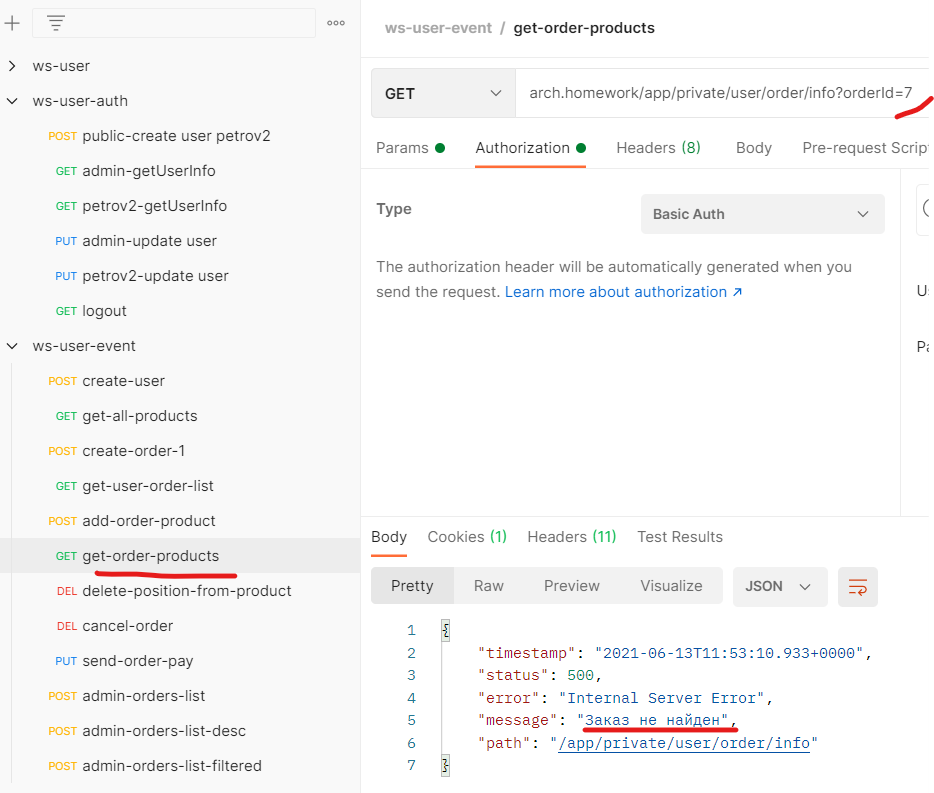 ws-user
ws-user-auth
POST public-create user petrov2
GET admin-getUserInfo
GET petrov2-getUserInfo
PUT admin-update user
PUT petrov2-update user
GET logout
ws-user-event
POST create-user
GET get-all-products
POST create-order-1
GET get-user-order-list
POST add-order-product
GET get-order-products
DEL delete-position-from-product
DEL cancel-order
PUT send-order-pay
POST admin-orders-list
POST admin-orders-list-desc
POST admin-orders-list-filtered
ws-user-event / get-order-products
GET arch.homework/app/private/user/order/info?orderId=7
Params Authorization Headers (8) Body Pre-request Scrip
Type Basic Auth
The authorization header will be automatically generated when you
send the request. Learn more about authorization ↗
Us
Pa
Body Cookies (1) Headers (11) Test Results
Pretty Raw Preview Visualize JSON
1 {
2 "timestamp": "2021-06-13T11:53:10.933+0000",
3 "status": 500,
4 "error": "Internal Server Error",
5 "message": "Заказ не найден",
6 "path": "/app/private/user/order/info"
7 }